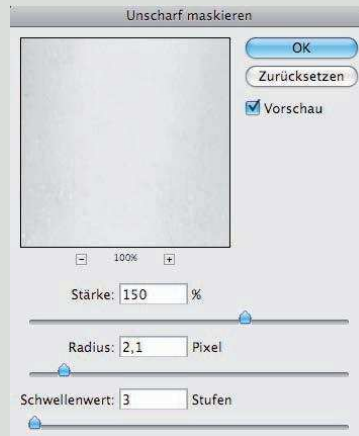 Unscharf maskieren
OK
Zurücksetzen
Vorschau
100%
Stärke: 150 %
Radius: 2,1 Pixel
Schwellenwert: 3 Stufen